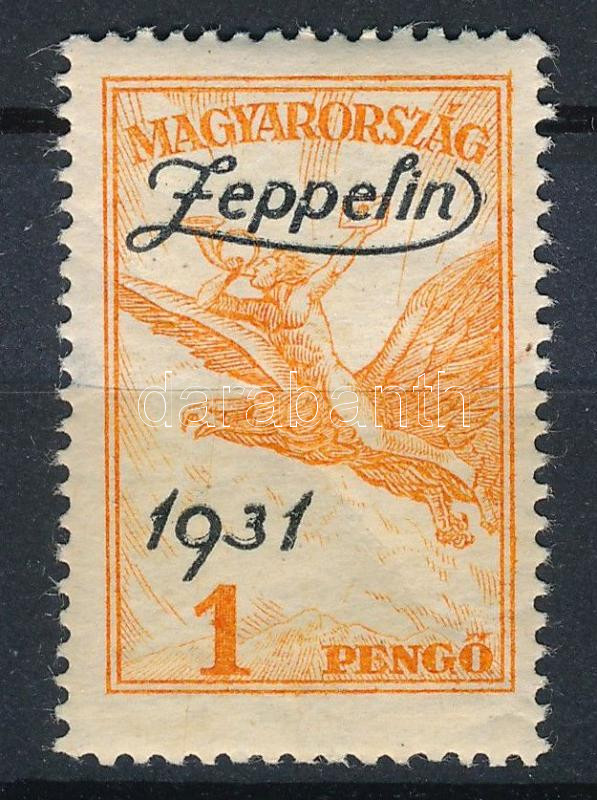 MAGYARORSZÁG
Zeppelin
darabanth
1931
1 PENGŐ